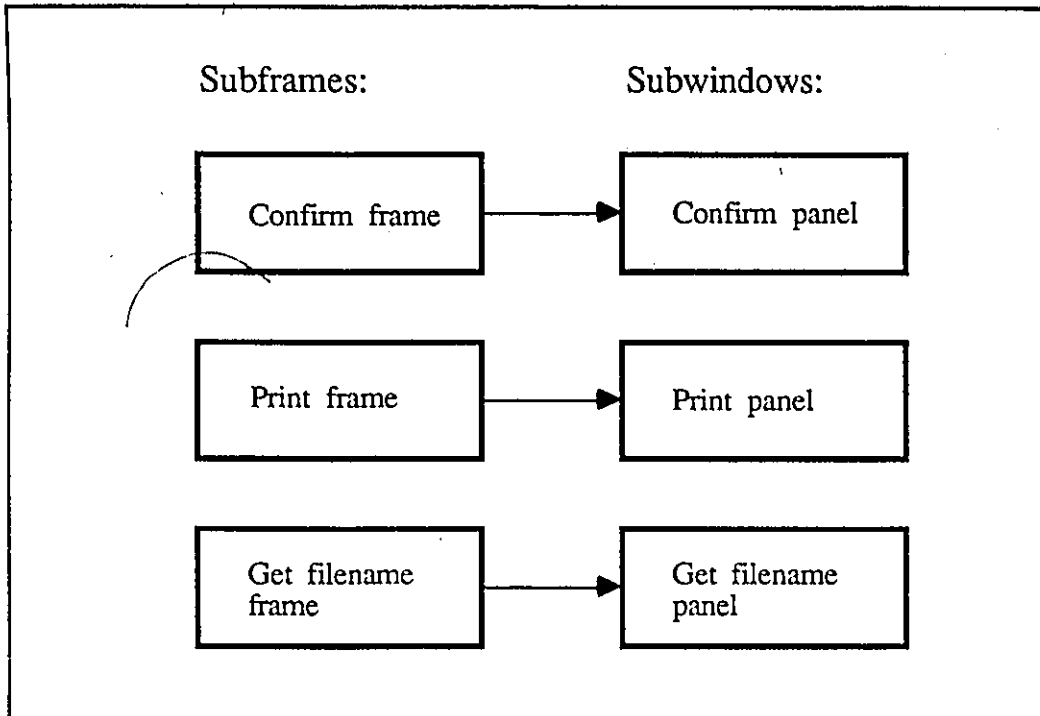 Subframes:
Subwindows:
Confirm frame
Confirm panel
Print frame
Print panel
Get filename
frame
Get filename
panel